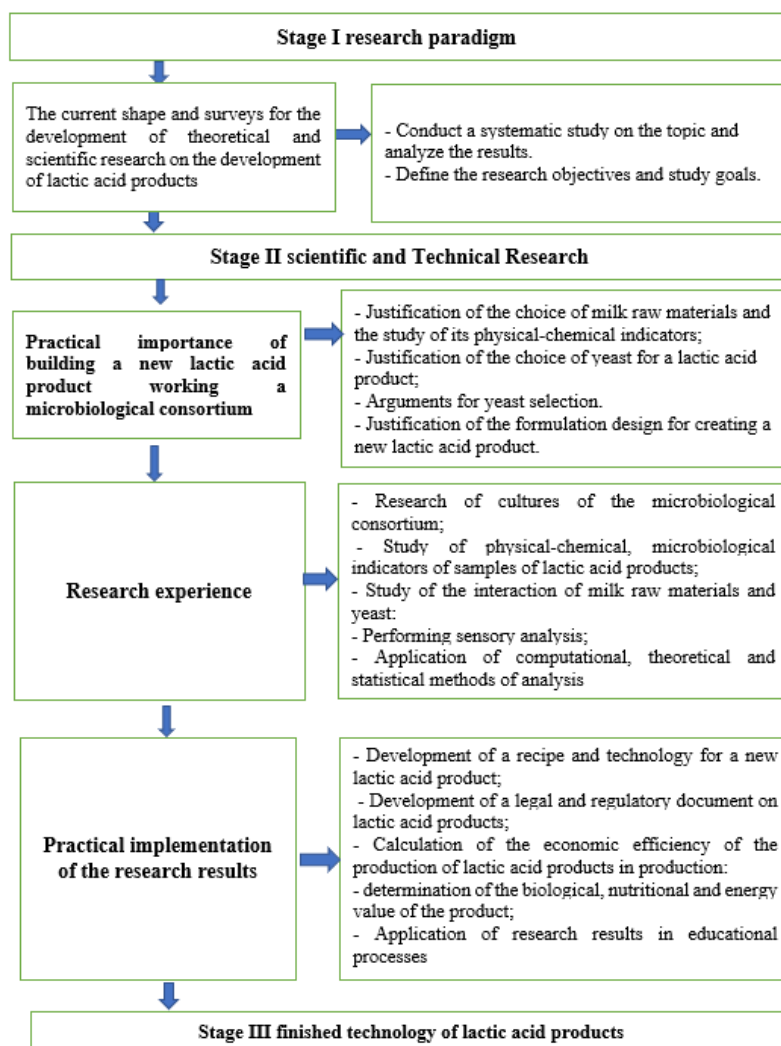 Stage I research paradigm
The current shape and surveys for the
development of theoretical and
scientific research on the development
of lactic acid products
- Conduct a systematic study on the topic and
analyze the results.
- Define the research objectives and study goals.
Stage II scientific and Technical Research
Practical importance of
building a new lactic acid
product working a
microbiological consortium
- Justification of the choice of milk raw materials and
the study of its physical-chemical indicators;
- Justification of the choice of yeast for a lactic acid
product;
- Arguments for yeast selection.
- Justification of the formulation design for creating a
new lactic acid product.
Research experience
- Research of cultures of the microbiological
consortium;
- Study of physical-chemical, microbiological
indicators of samples of lactic acid products;
- Study of the interaction of milk raw materials and
yeast:
- Performing sensory analysis;
- Application of computational, theoretical and
statistical methods of analysis
Practical implementation
of the research results
- Development of a recipe and technology for a new
lactic acid product;
- Development of a legal and regulatory document on
lactic acid products;
- Calculation of the economic efficiency of the
production of lactic acid products in production:
- determination of the biological, nutritional and energy
value of the product;
- Application of research results in educational
processes
Stage III finished technology of lactic acid products